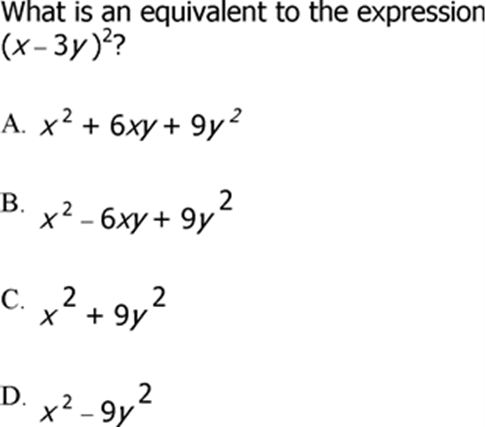 What is an equivalent to the expression
(x – 3y)²?
A. x² + 6xy + 9y²
B. x² – 6xy + 9y²
C. x² + 9y²
D. x² – 9y²